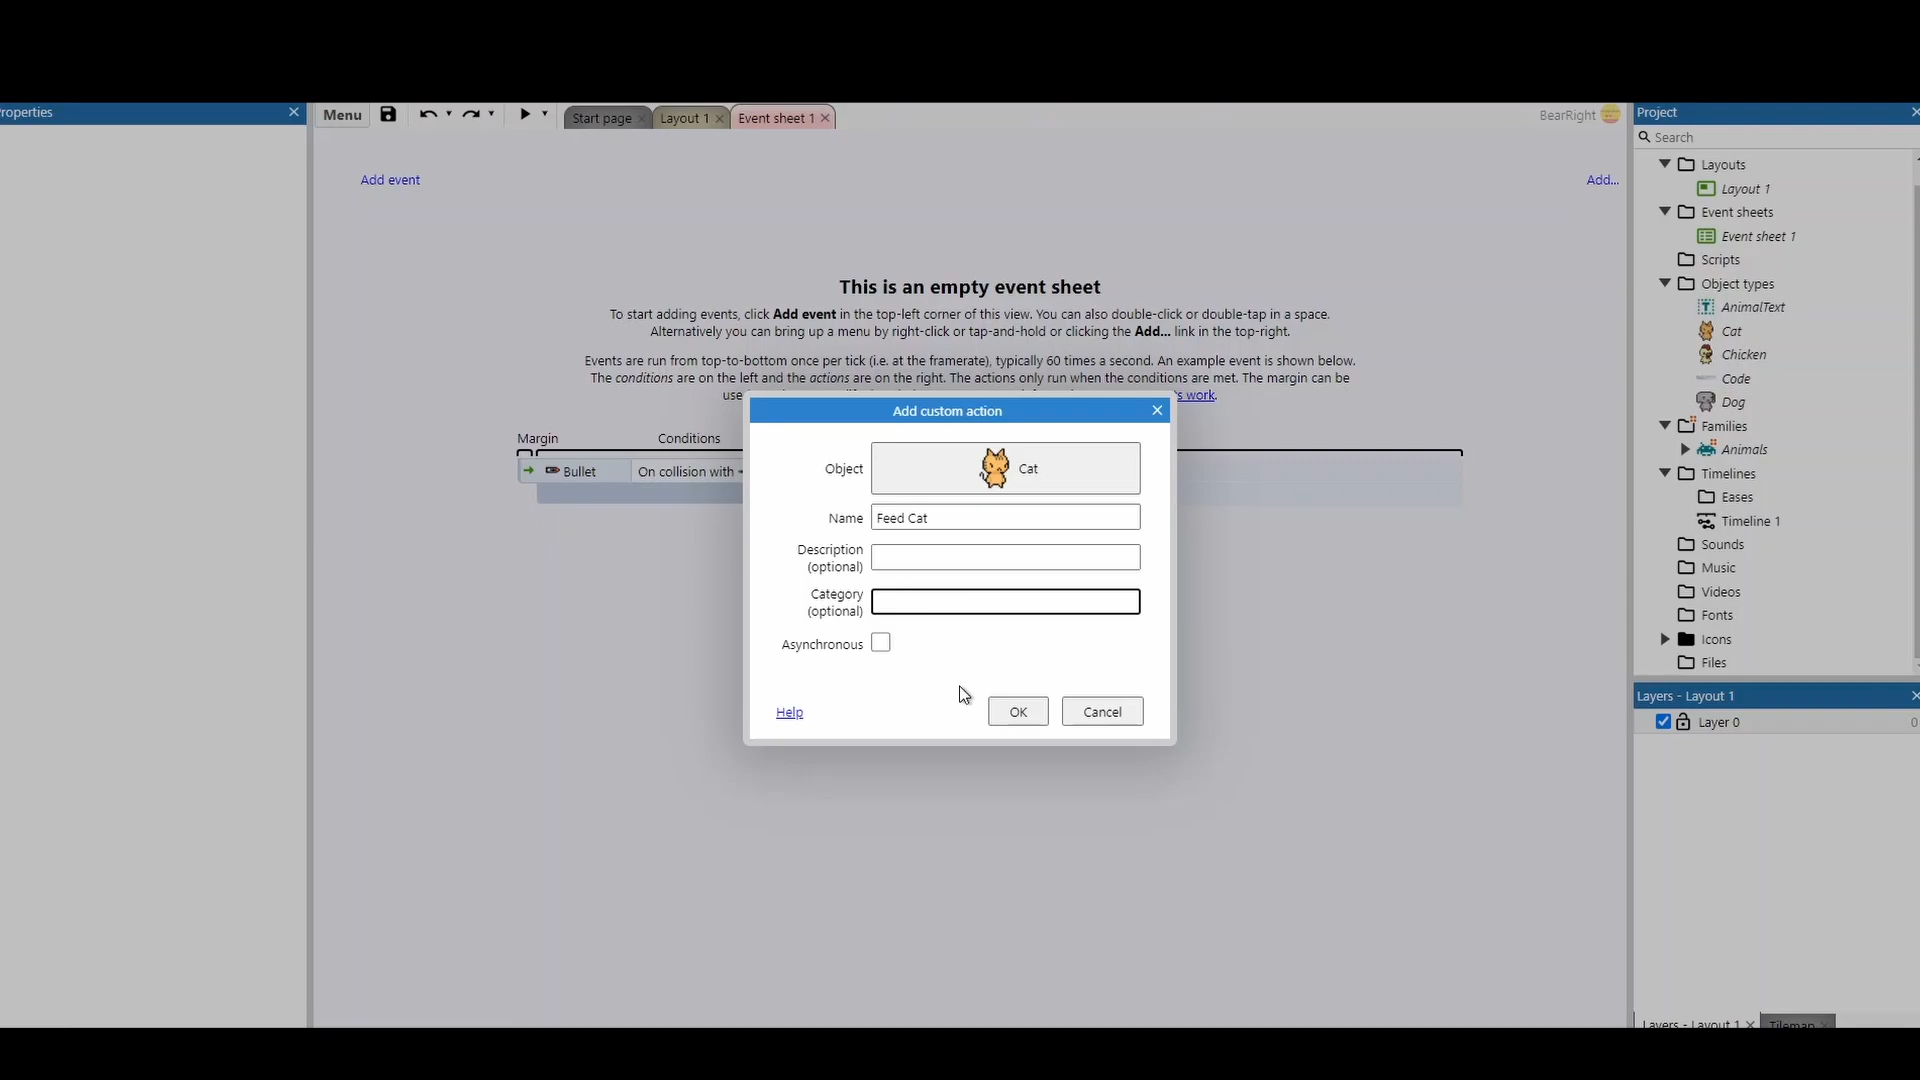 Properties
Menu
Start page
Layout 1
Event sheet 1
BearRight
Project
Search
Add event
Add...
This is an empty event sheet
To start adding events, click Add event in the top-left corner of this view. You can also double-click or double-tap in a space.
Alternatively you can bring up a menu by right-click or tap-and-hold or clicking the Add... link in the top-right.
Events are run from top-to-bottom once per tick (i.e. at the framerate), typically 60 times a second. An example event is shown below.
The conditions are on the left and the actions are on the right. The actions only run when the conditions are met. The margin can be
s work.
Margin
Conditions
Bullet
On collision with
Add custom action
Object
Cat
Name
Feed Cat
Description
(optional)
Category
(optional)
Asynchronous
Help
OK
Cancel
Layouts
Layout 1
Event sheets
Event sheet 1
Scripts
Object types
AnimalText
Cat
Chicken
Code
Dog
Families
Animals
Timelines
Eases
Timeline 1
Sounds
Music
Videos
Fonts
Icons
Files
Layers - Layout 1
Layer 0
0
Layers - Layout 1
Tilemap